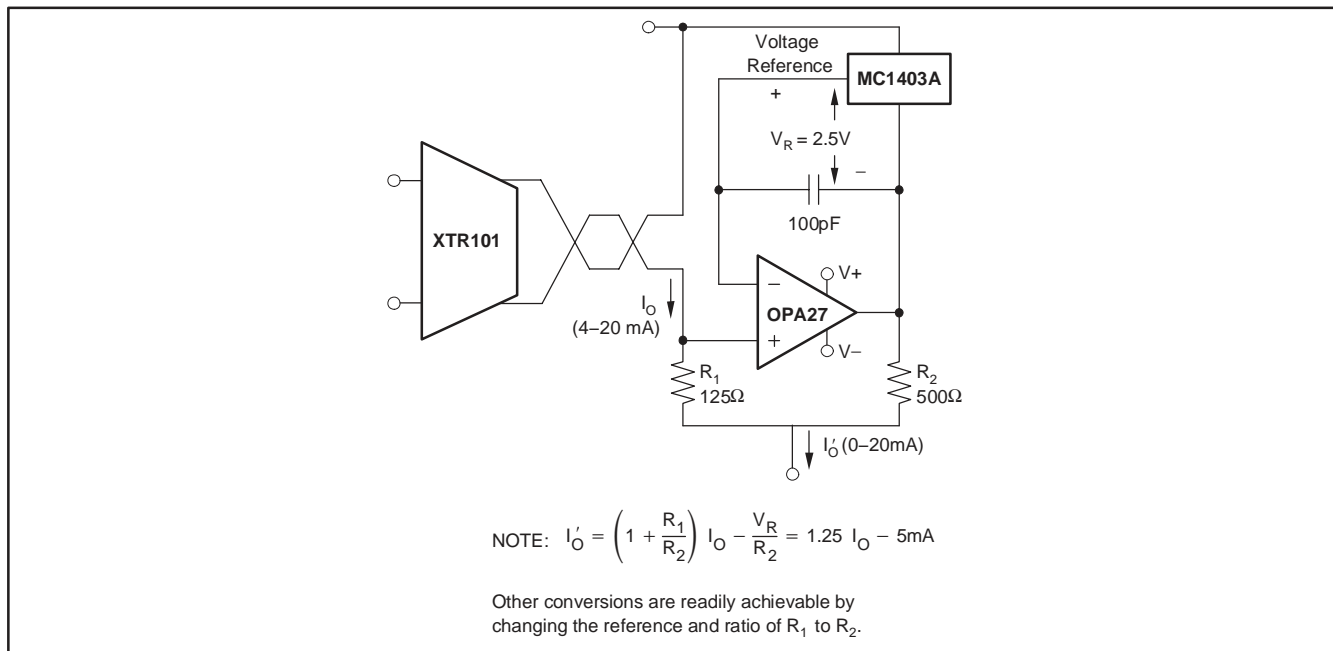 Voltage
Reference
MC1403A
+
V_R = 2.5V
−
100pF
XTR101
V+
−
OPA27
+
V−
I_O
(4–20 mA)
R_1
125Ω
R_2
500Ω
I_O′ (0–20mA)
NOTE: I_O′ = (1 + R_1/R_2) I_O − V_R/R_2 = 1.25 I_O − 5mA
Other conversions are readily achievable by
changing the reference and ratio of R_1 to R_2.